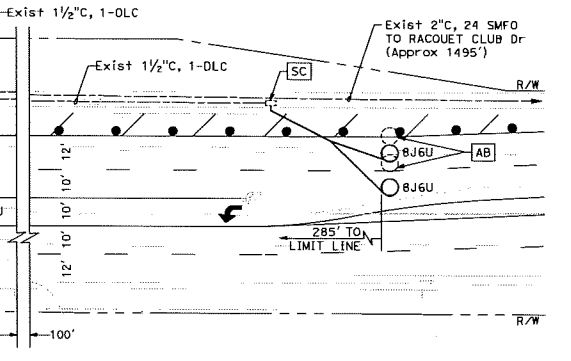 Exist 1½"C, 1-DLC
Exist 2"C, 24 SMFO
TO RACQUET CLUB Dr
(Approx 1495')
Exist 1½"C, 1-DLC
SC
R/W
8J6U
AB
8J6U
12'
10'
10'
10'
12'
285' TO
LIMIT LINE
R/W
100'